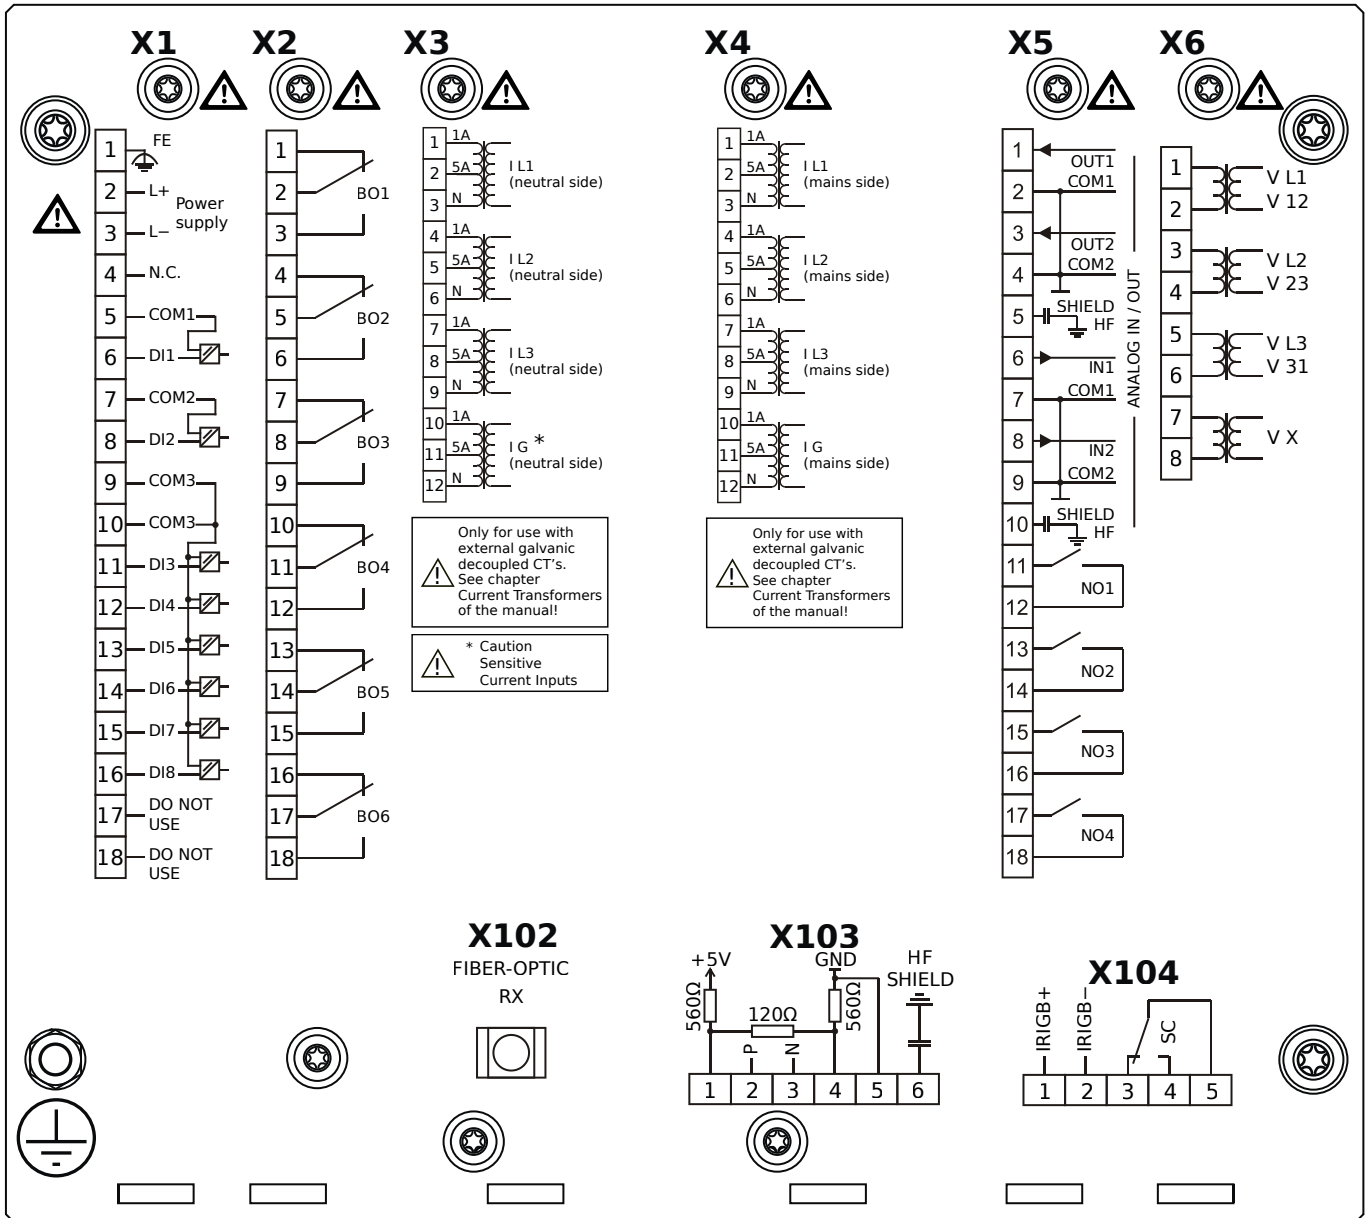 X1
X2
X3
X4
X5
X6
1 FE
2 L+ Power
supply
3 L−
4 N.C.
5 COM1
6 DI1
7 COM2
8 DI2
9 COM3
10 COM3
11 DI3
12 DI4
13 DI5
14 DI6
15 DI7
16 DI8
17 DO NOT
USE
18 DO NOT
USE
1
2 BO1
3
4
5 BO2
6
7
8 BO3
9
10
11 BO4
12
13
14 BO5
15
16
17 BO6
18
1 1A
2 5A I L1
(neutral side)
3 N
4 1A
5 5A I L2
(neutral side)
6 N
7 1A
8 5A I L3
(neutral side)
9 N
10 1A
11 5A I G *
(neutral side)
12 N
Only for use with
external galvanic
decoupled CT's.
See chapter
Current Transformers
of the manual!
* Caution
Sensitive
Current Inputs
1 1A
2 5A I L1
(mains side)
3 N
4 1A
5 5A I L2
(mains side)
6 N
7 1A
8 5A I L3
(mains side)
9 N
10 1A
11 5A I G
(mains side)
12 N
Only for use with
external galvanic
decoupled CT's.
See chapter
Current Transformers
of the manual!
1 OUT1
2 COM1
3 OUT2
4 COM2
5 SHIELD
HF
6 IN1
7 COM1
8 IN2
9 COM2
10 SHIELD
HF
ANALOG IN / OUT
11
NO1
12
13
NO2
14
15
NO3
16
17
NO4
18
1 V L1
2 V 12
3 V L2
4 V 23
5 V L3
6 V 31
7 V X
8
X102
FIBER-OPTIC
RX
X103
+5V GND HF
SHIELD
560Ω 120Ω 560Ω
P N
1 2 3 4 5 6
X104
IRIGB+ IRIGB− SC
1 2 3 4 5